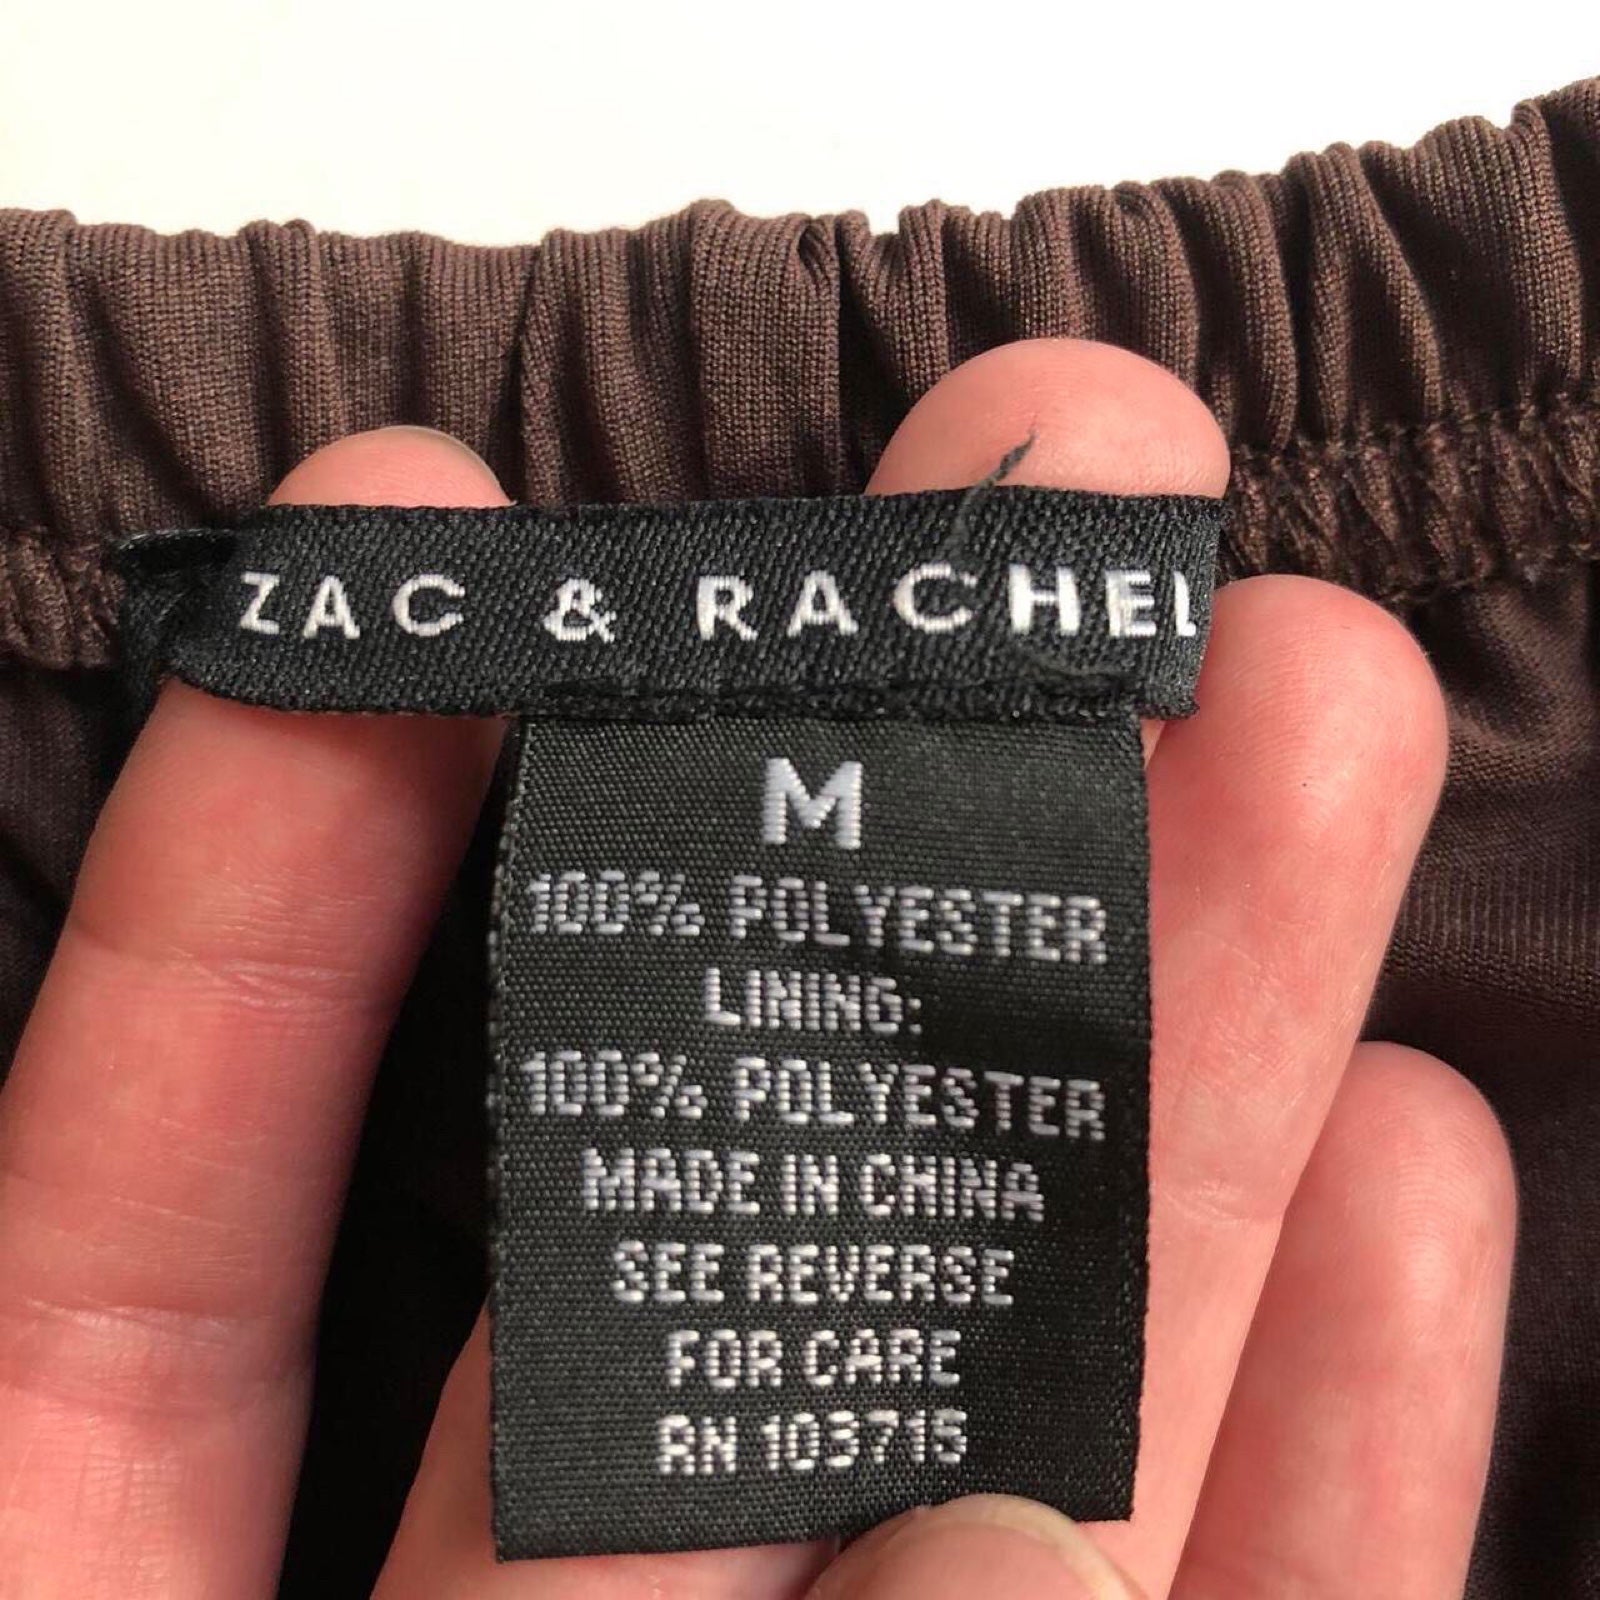 ZAC & RACHEL
M
100% POLYESTER
LINING:
100% POLYESTER
MADE IN CHINA
SEE REVERSE
FOR CARE
RN 103715